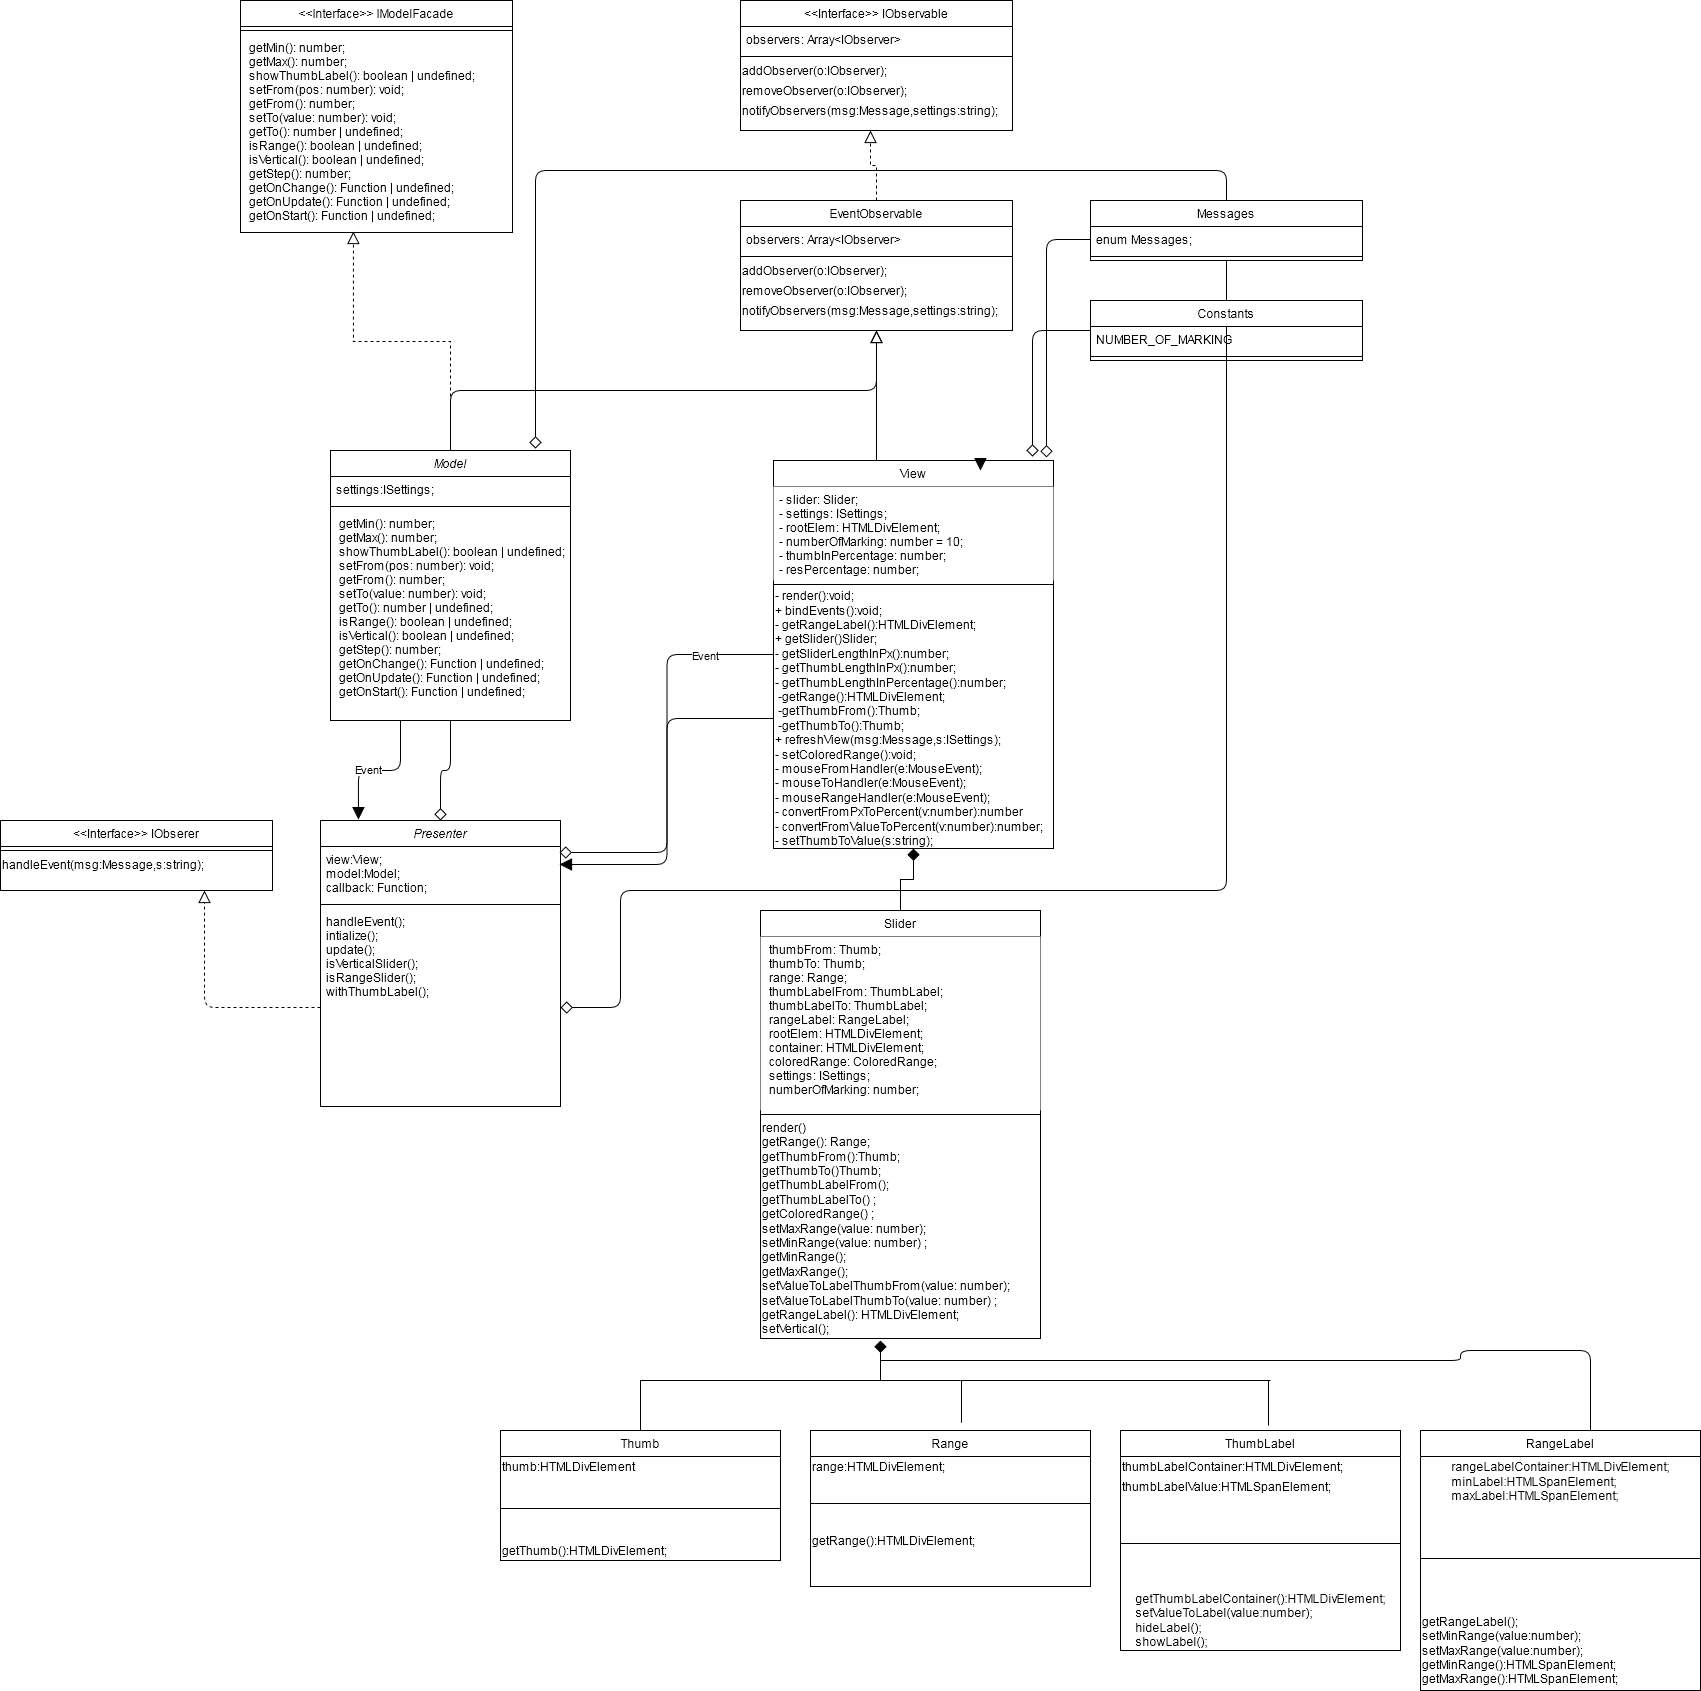 <<Interface>> IModelFacade
getMin(): number;
getMax(): number;
showThumbLabel(): boolean | undefined;
setFrom(pos: number): void;
getFrom(): number;
setTo(value: number): void;
getTo(): number | undefined;
isRange(): boolean | undefined;
isVertical(): boolean | undefined;
getStep(): number;
getOnChange(): Function | undefined;
getOnUpdate(): Function | undefined;
getOnStart(): Function | undefined;
<<Interface>> IObservable
observers: Array<IObserver>
addObserver(o:IObserver);
removeObserver(o:IObserver);
notifyObservers(msg:Message,settings:string);
EventObservable
observers: Array<IObserver>
addObserver(o:IObserver);
removeObserver(o:IObserver);
notifyObservers(msg:Message,settings:string);
Messages
enum Messages;
Constants
NUMBER_OF_MARKING
Model
settings:ISettings;
getMin(): number;
getMax(): number;
showThumbLabel(): boolean | undefined;
setFrom(pos: number): void;
getFrom(): number;
setTo(value: number): void;
getTo(): number | undefined;
isRange(): boolean | undefined;
isVertical(): boolean | undefined;
getStep(): number;
getOnChange(): Function | undefined;
getOnUpdate(): Function | undefined;
getOnStart(): Function | undefined;
View
- slider: Slider;
- settings: ISettings;
- rootElem: HTMLDivElement;
- numberOfMarking: number = 10;
- thumbInPercentage: number;
- resPercentage: number;
- render():void;
+ bindEvents():void;
- getRangeLabel():HTMLDivElement;
+ getSlider()Slider;
- getSliderLengthInPx():number;
- getThumbLengthInPx():number;
- getThumbLengthInPercentage():number;
-getRange():HTMLDivElement;
-getThumbFrom():Thumb;
-getThumbTo():Thumb;
+ refreshView(msg:Message,s:ISettings);
- setColoredRange():void;
- mouseFromHandler(e:MouseEvent);
- mouseToHandler(e:MouseEvent);
- mouseRangeHandler(e:MouseEvent);
- convertFromPxToPercent(v:number):number
- convertFromValueToPercent(v:number):number;
- setThumbToValue(s:string);
Event
Event
<<Interface>> IObserer
handleEvent(msg:Message,s:string);
Presenter
view:View;
model:Model;
callback: Function;
handleEvent();
intialize();
update();
isVerticalSlider();
isRangeSlider();
withThumbLabel();
Slider
thumbFrom: Thumb;
thumbTo: Thumb;
range: Range;
thumbLabelFrom: ThumbLabel;
thumbLabelTo: ThumbLabel;
rangeLabel: RangeLabel;
rootElem: HTMLDivElement;
container: HTMLDivElement;
coloredRange: ColoredRange;
settings: ISettings;
numberOfMarking: number;
render()
getRange(): Range;
getThumbFrom():Thumb;
getThumbTo()Thumb;
getThumbLabelFrom();
getThumbLabelTo() ;
getColoredRange() ;
setMaxRange(value: number);
setMinRange(value: number) ;
getMinRange();
getMaxRange();
setValueToLabelThumbFrom(value: number);
setValueToLabelThumbTo(value: number) ;
getRangeLabel(): HTMLDivElement;
setVertical();
Thumb
thumb:HTMLDivElement
getThumb():HTMLDivElement;
Range
range:HTMLDivElement;
getRange():HTMLDivElement;
ThumbLabel
thumbLabelContainer:HTMLDivElement;
thumbLabelValue:HTMLSpanElement;
getThumbLabelContainer():HTMLDivElement;
setValueToLabel(value:number);
hideLabel();
showLabel();
RangeLabel
rangeLabelContainer:HTMLDivElement;
minLabel:HTMLSpanElement;
maxLabel:HTMLSpanElement;
getRangeLabel();
setMinRange(value:number);
setMaxRange(value:number);
getMinRange():HTMLSpanElement;
getMaxRange():HTMLSpanElement;